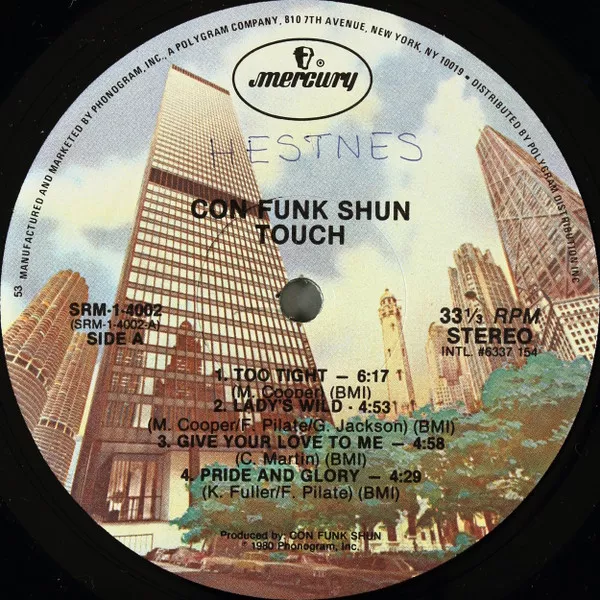 53 MANUFACTURED AND MARKETED BY PHONOGRAM, INC., A POLYGRAM COMPANY, 810 7TH AVENUE, NEW YORK, NY 10019 • DISTRIBUTED BY POLYGRAM DISTRIBUTION INC
mercury ®
HESTNES
CON FUNK SHUN
TOUCH
SRM-1-4002
(SRM-1-4002-A)
SIDE A
33 1/3 RPM
STEREO
INTL. #6337 154
1. TOO TIGHT — 6:17
(M. Cooper) (BMI)
2. LADY'S WILD - 4:53
(M. Cooper/F. Pilate/G. Jackson) (BMI)
3. GIVE YOUR LOVE TO ME — 4:58
(C. Martin) (BMI)
4. PRIDE AND GLORY — 4:29
(K. Fuller/F. Pilate) (BMI)
Produced by: CON FUNK SHUN
© 1980 Phonogram, Inc.